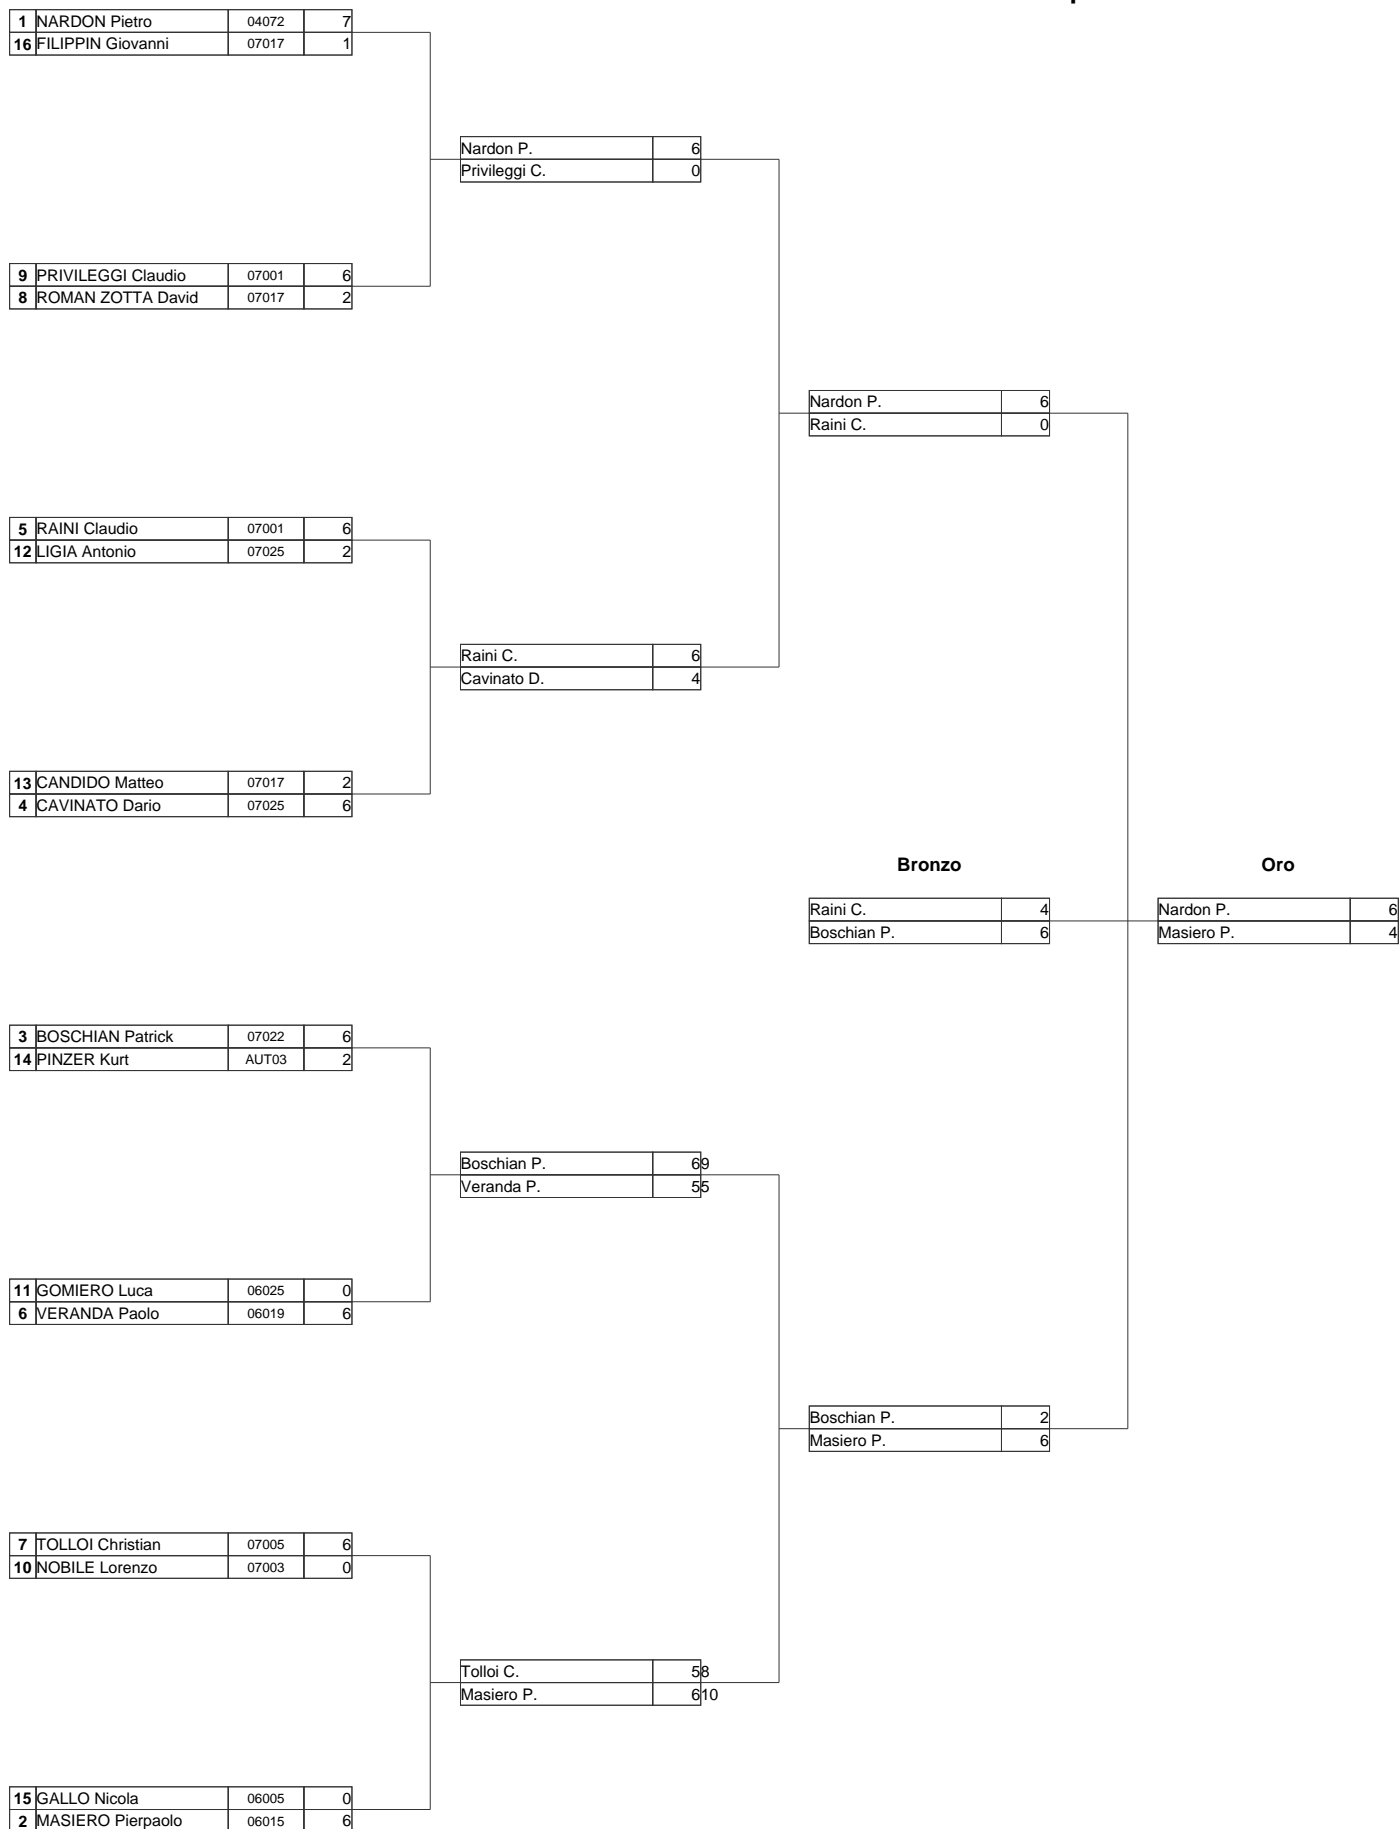 1 NARDON Pietro 04072 7
16 FILIPPIN Giovanni 07017 1
Nardon P. 6
Privileggi C. 0
9 PRIVILEGGI Claudio 07001 6
8 ROMAN ZOTTA David 07017 2
Nardon P. 6
Raini C. 0
5 RAINI Claudio 07001 6
12 LIGIA Antonio 07025 2
Raini C. 6
Cavinato D. 4
13 CANDIDO Matteo 07017 2
4 CAVINATO Dario 07025 6
Bronzo Oro
Raini C. 4 Nardon P. 6
Boschian P. 6 Masiero P. 4
3 BOSCHIAN Patrick 07022 6
14 PINZER Kurt AUT03 2
Boschian P. 6 9
Veranda P. 5 5
11 GOMIERO Luca 06025 0
6 VERANDA Paolo 06019 6
Boschian P. 2
Masiero P. 6
7 TOLLOI Christian 07005 6
10 NOBILE Lorenzo 07003 0
Tolloi C. 5 8
Masiero P. 6 10
15 GALLO Nicola 06005 0
2 MASIERO Pierpaolo 06015 6